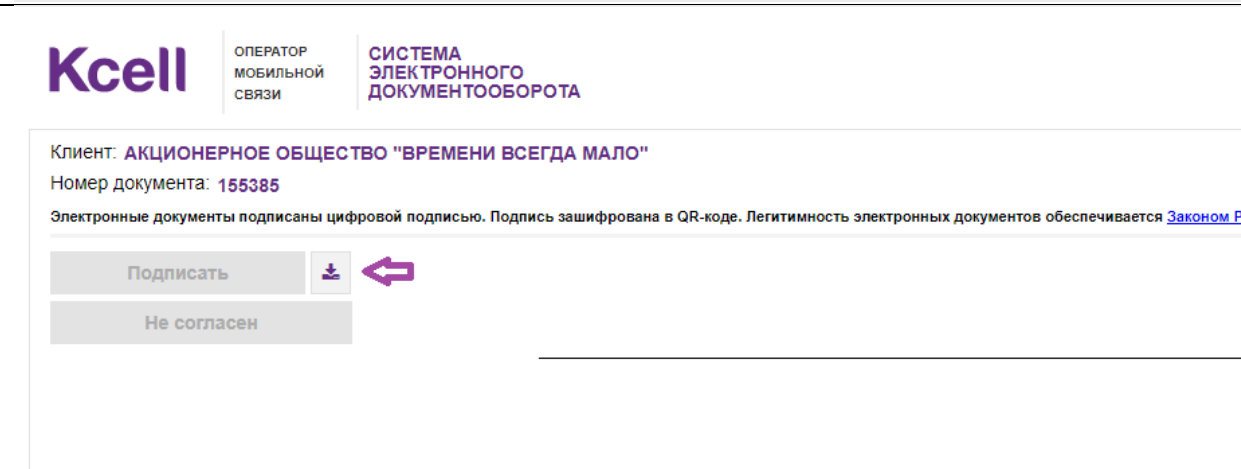 Kcell
ОПЕРАТОР
МОБИЛЬНОЙ
СВЯЗИ
СИСТЕМА
ЭЛЕКТРОННОГО
ДОКУМЕНТООБОРОТА
Клиент: АКЦИОНЕРНОЕ ОБЩЕСТВО "ВРЕМЕНИ ВСЕГДА МАЛО"
Номер документа: 155385
Электронные документы подписаны цифровой подписью. Подпись зашифрована в QR-коде. Легитимность электронных документов обеспечивается Законом Р
Подписать
Не согласен